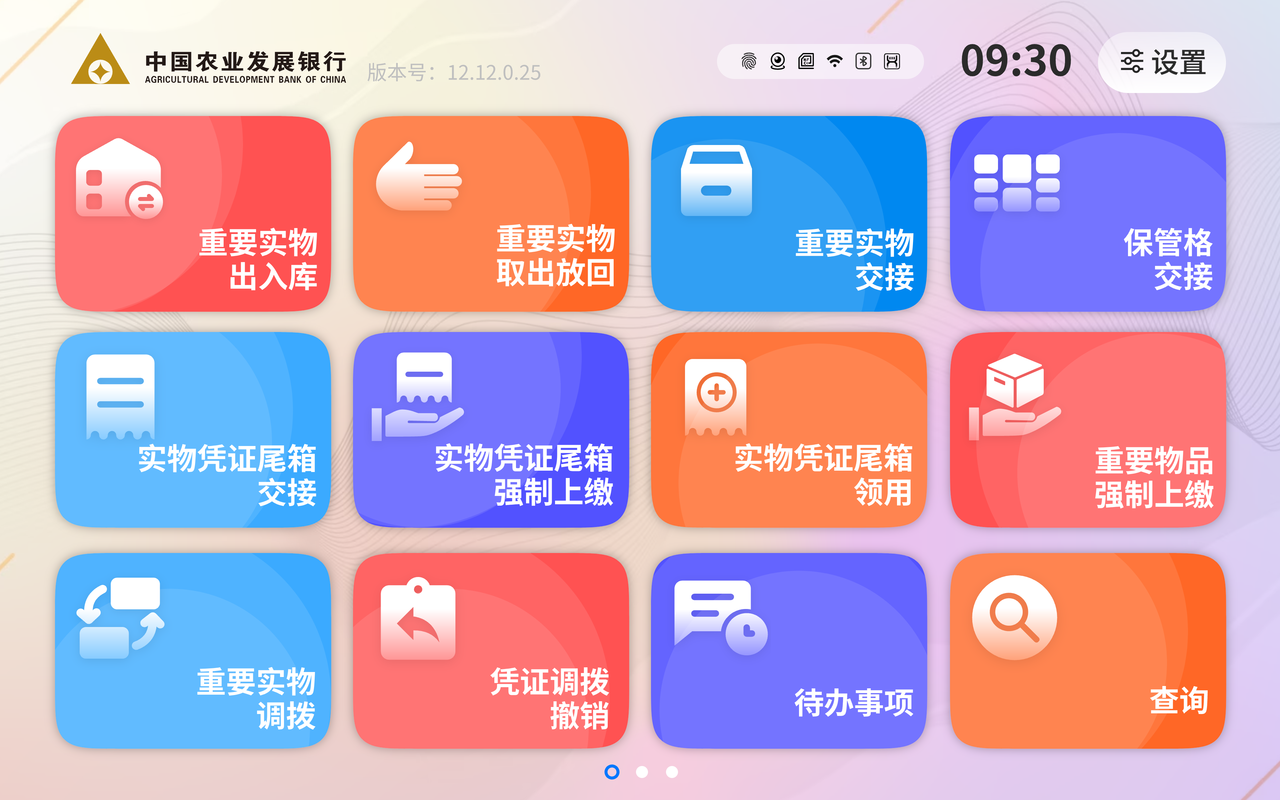 中国农业发展银行
AGRICULTURAL DEVELOPMENT BANK OF CHINA
版本号：12.12.0.25
09:30
设置
重要实物
出入库
重要实物
取出放回
重要实物
交接
保管格
交接
实物凭证尾箱
交接
实物凭证尾箱
强制上缴
实物凭证尾箱
领用
重要物品
强制上缴
重要实物
调拨
凭证调拨
撤销
待办事项
查询